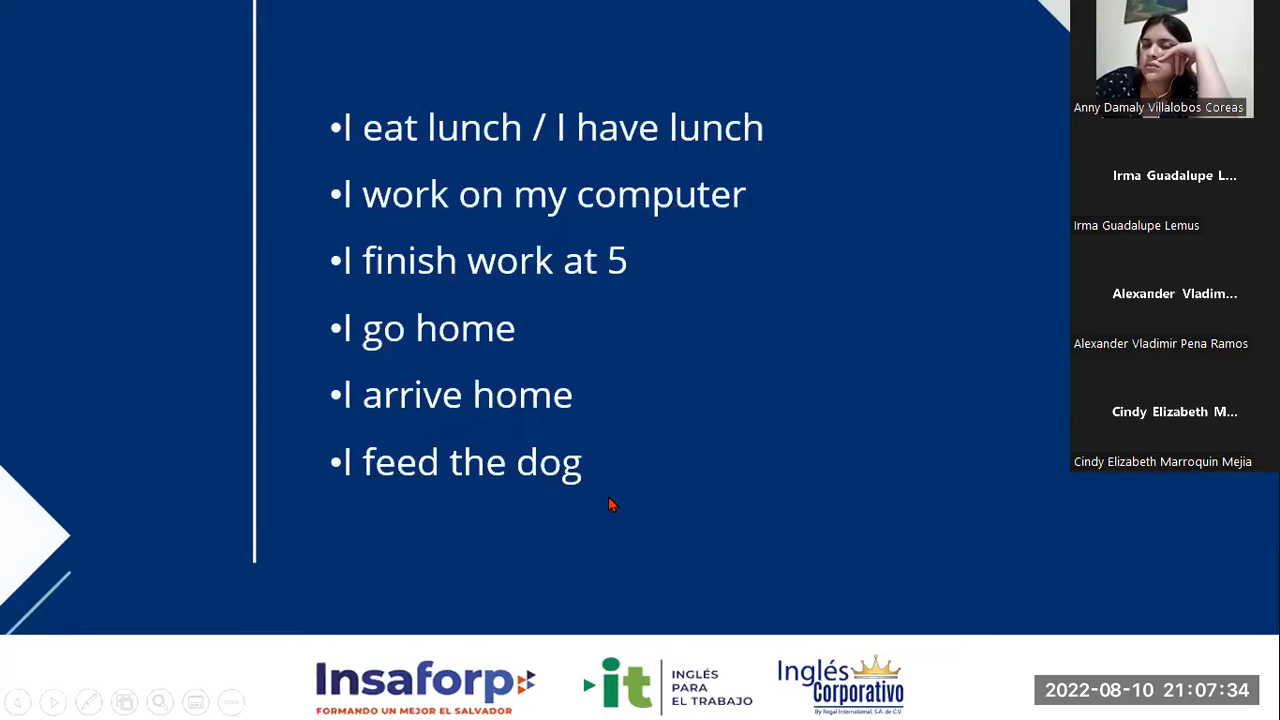 •I eat lunch / I have lunch
•I work on my computer
•I finish work at 5
•I go home
•I arrive home
•I feed the dog
Anny Damaly Villalobos Coreas
Irma Guadalupe L...
Irma Guadalupe Lemus
Alexander Vladim...
Alexander Vladimir Pena Ramos
Cindy Elizabeth M...
Cindy Elizabeth Marroquin Mejia
Insaforp
FORMANDO UN MEJOR EL SALVADOR
it
INGLÉS
PARA
EL TRABAJO
Inglés
Corporativo
By Regal International, S.A. de C.V.
2022-08-10 21:07:34